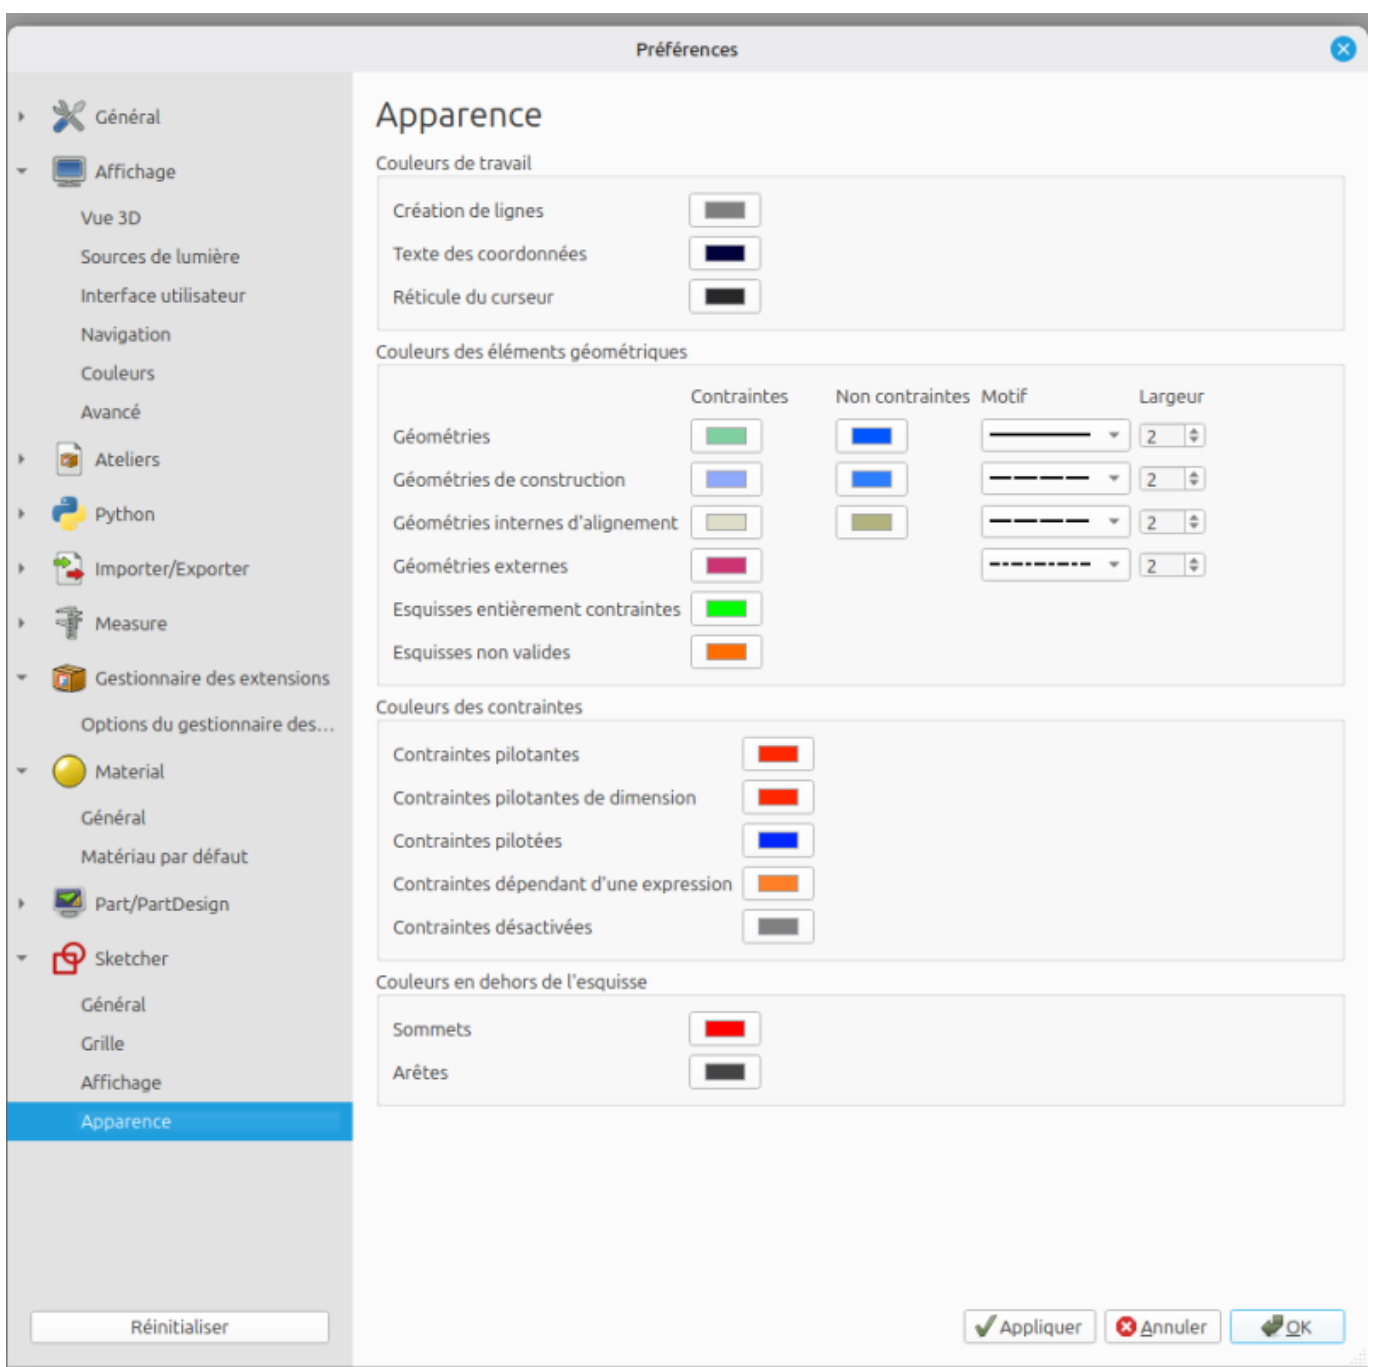 Préférences
Général
Affichage
Vue 3D
Sources de lumière
Interface utilisateur
Navigation
Couleurs
Avancé
Ateliers
Python
Importer/Exporter
Measure
Gestionnaire des extensions
Options du gestionnaire des...
Material
Général
Matériau par défaut
Part/PartDesign
Sketcher
Général
Grille
Affichage
Apparence
Réinitialiser
Apparence
Couleurs de travail
Création de lignes
Texte des coordonnées
Réticule du curseur
Couleurs des éléments géométriques
Contraintes Non contraintes Motif Largeur
Géométries 2
Géométries de construction 2
Géométries internes d'alignement 2
Géométries externes 2
Esquisses entièrement contraintes
Esquisses non valides
Couleurs des contraintes
Contraintes pilotantes
Contraintes pilotantes de dimension
Contraintes pilotées
Contraintes dépendant d'une expression
Contraintes désactivées
Couleurs en dehors de l'esquisse
Sommets
Arêtes
Appliquer Annuler OK